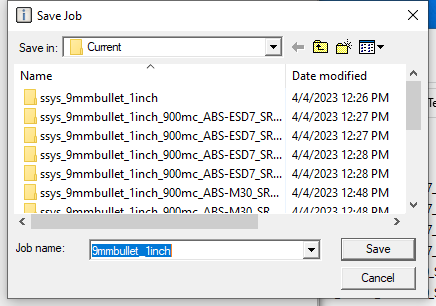 Save Job
Save in: Current
Name Date modified
ssys_9mmbullet_1inch 4/4/2023 12:26 PM
ssys_9mmbullet_1inch_900mc_ABS-ESD7_SR... 4/4/2023 12:27 PM
ssys_9mmbullet_1inch_900mc_ABS-ESD7_SR... 4/4/2023 12:27 PM
ssys_9mmbullet_1inch_900mc_ABS-ESD7_SR... 4/4/2023 12:28 PM
ssys_9mmbullet_1inch_900mc_ABS-ESD7_SR... 4/4/2023 12:28 PM
ssys_9mmbullet_1inch_900mc_ABS-M30_SR... 4/4/2023 12:48 PM
ssys_9mmbullet_1inch_900mc_ABS-M30_SR... 4/4/2023 12:48 PM
Job name: 9mmbullet_1inch Save
Cancel